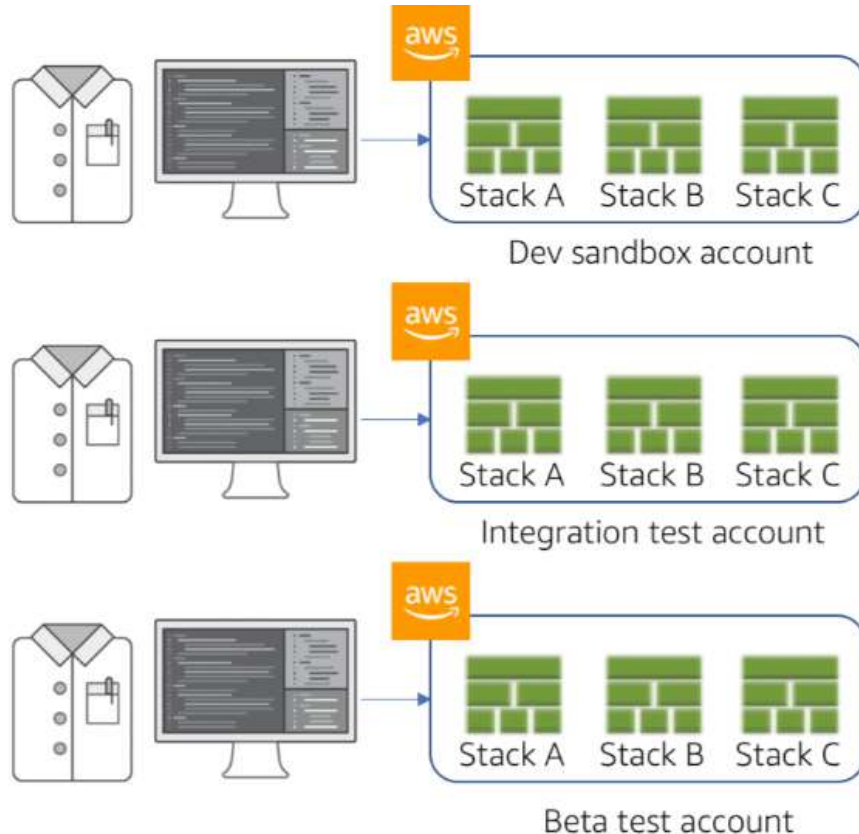 aws
Stack A Stack B Stack C
Dev sandbox account
aws
Stack A Stack B Stack C
Integration test account
aws
Stack A Stack B Stack C
Beta test account